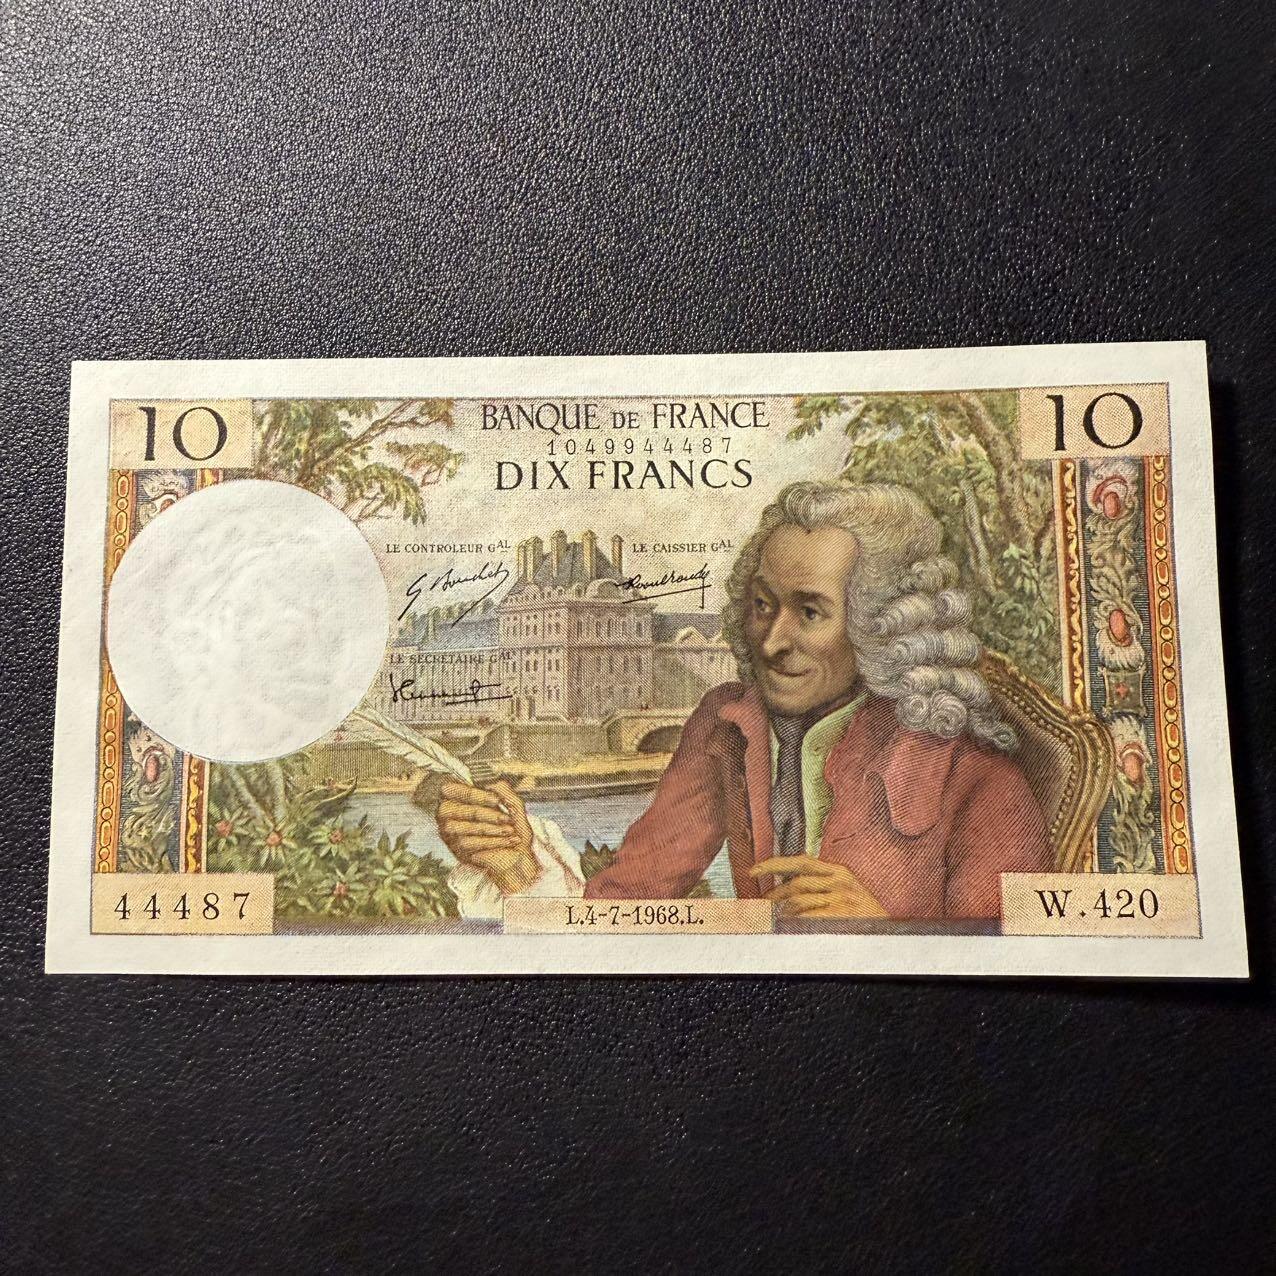 10
BANQUE DE FRANCE
10
1049944487
DIX FRANCS
LE CONTROLEUR GAL
LE CAISSIER GAL
G Bouchet
LE SECRETAIRE GAL
44487
L.4-7-1968.L.
W.420